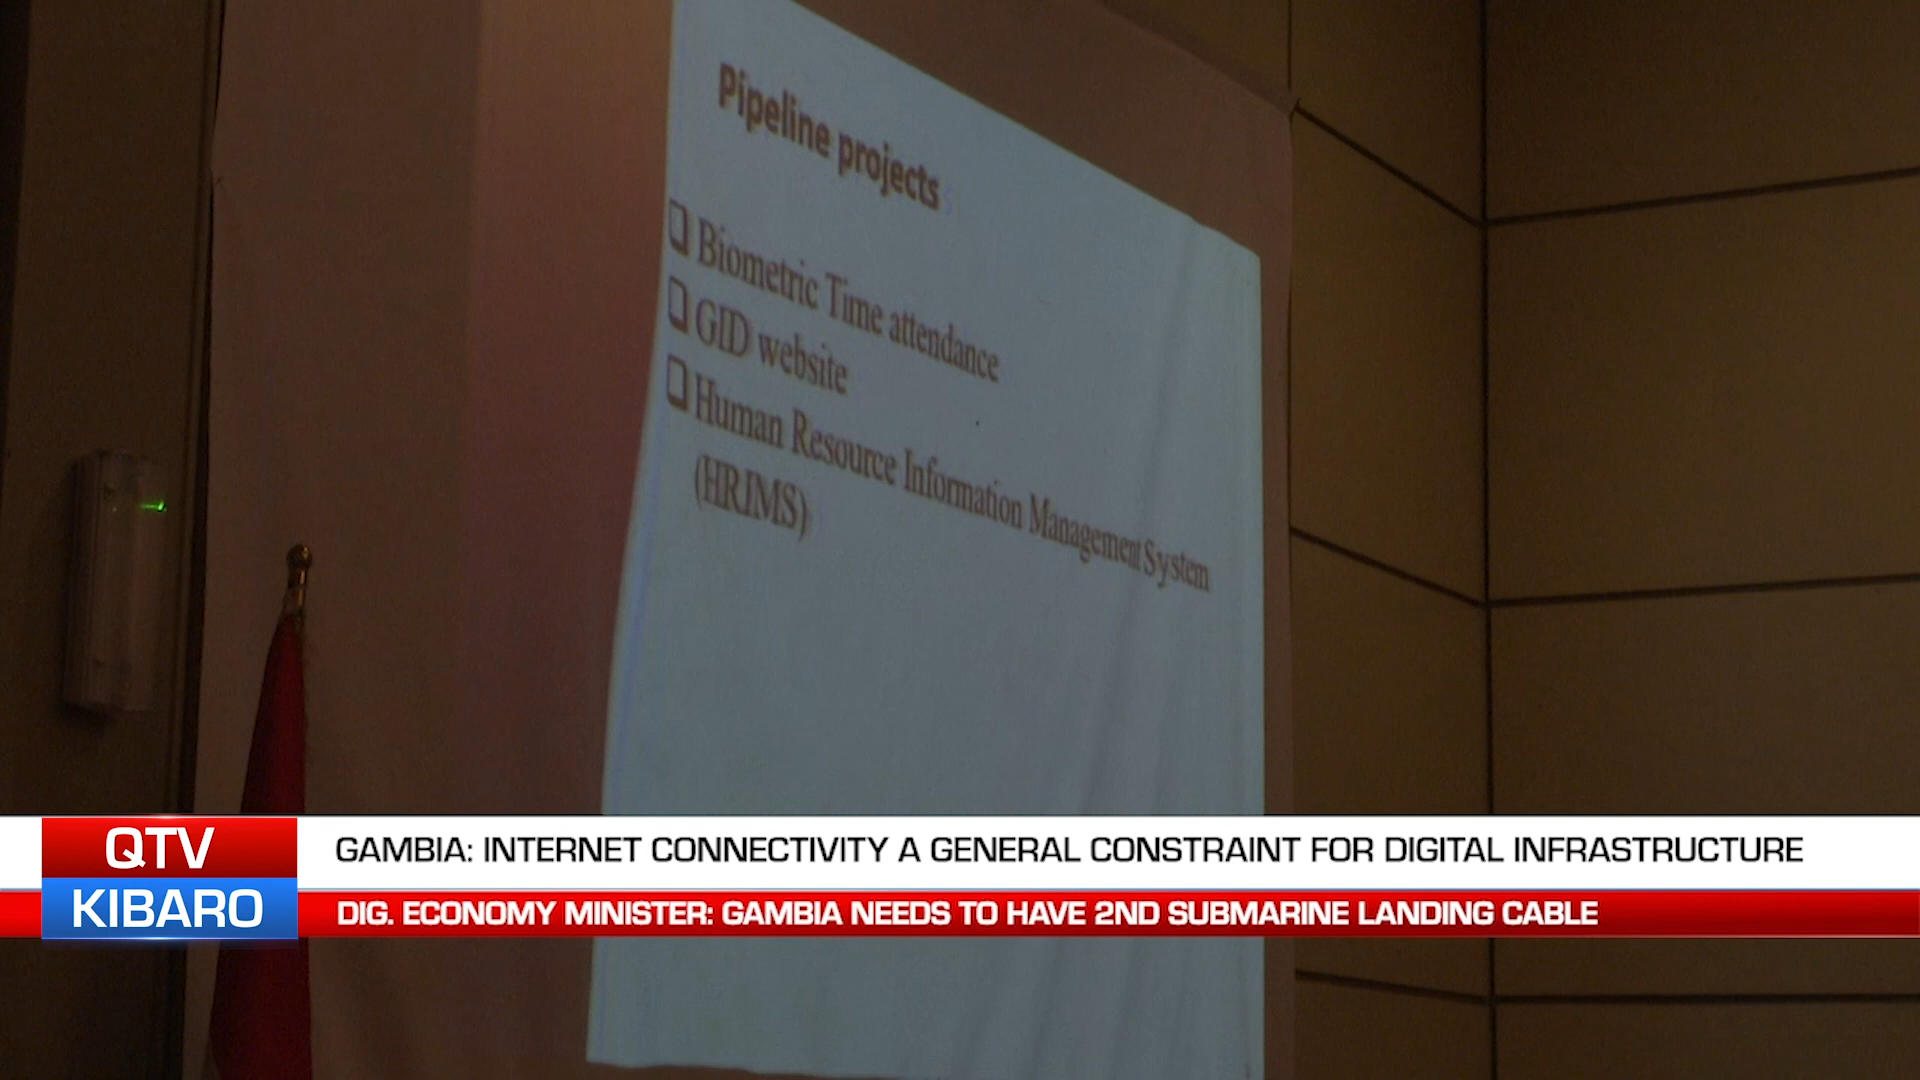 Pipeline projects
Biometric Time attendance
GID website
Human Resource Information Management System
(HRIMS)
QTV
KIBARO
GAMBIA: INTERNET CONNECTIVITY A GENERAL CONSTRAINT FOR DIGITAL INFRASTRUCTURE
DIG. ECONOMY MINISTER: GAMBIA NEEDS TO HAVE 2ND SUBMARINE LANDING CABLE